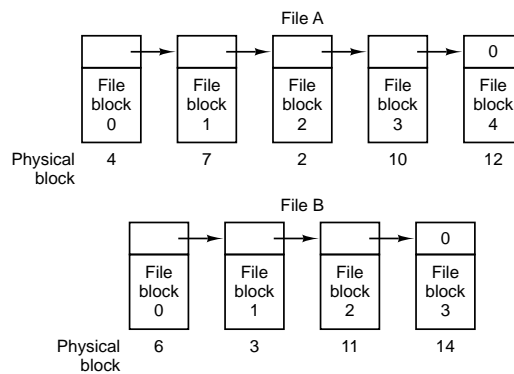 File A
0
File block 0
File block 1
File block 2
File block 3
File block 4
Physical block
4 7 2 10 12
File B
0
File block 0
File block 1
File block 2
File block 3
Physical block
6 3 11 14